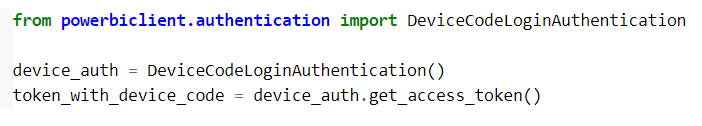 from powerbiclient.authentication import DeviceCodeLoginAuthentication
device_auth = DeviceCodeLoginAuthentication()
token_with_device_code = device_auth.get_access_token()